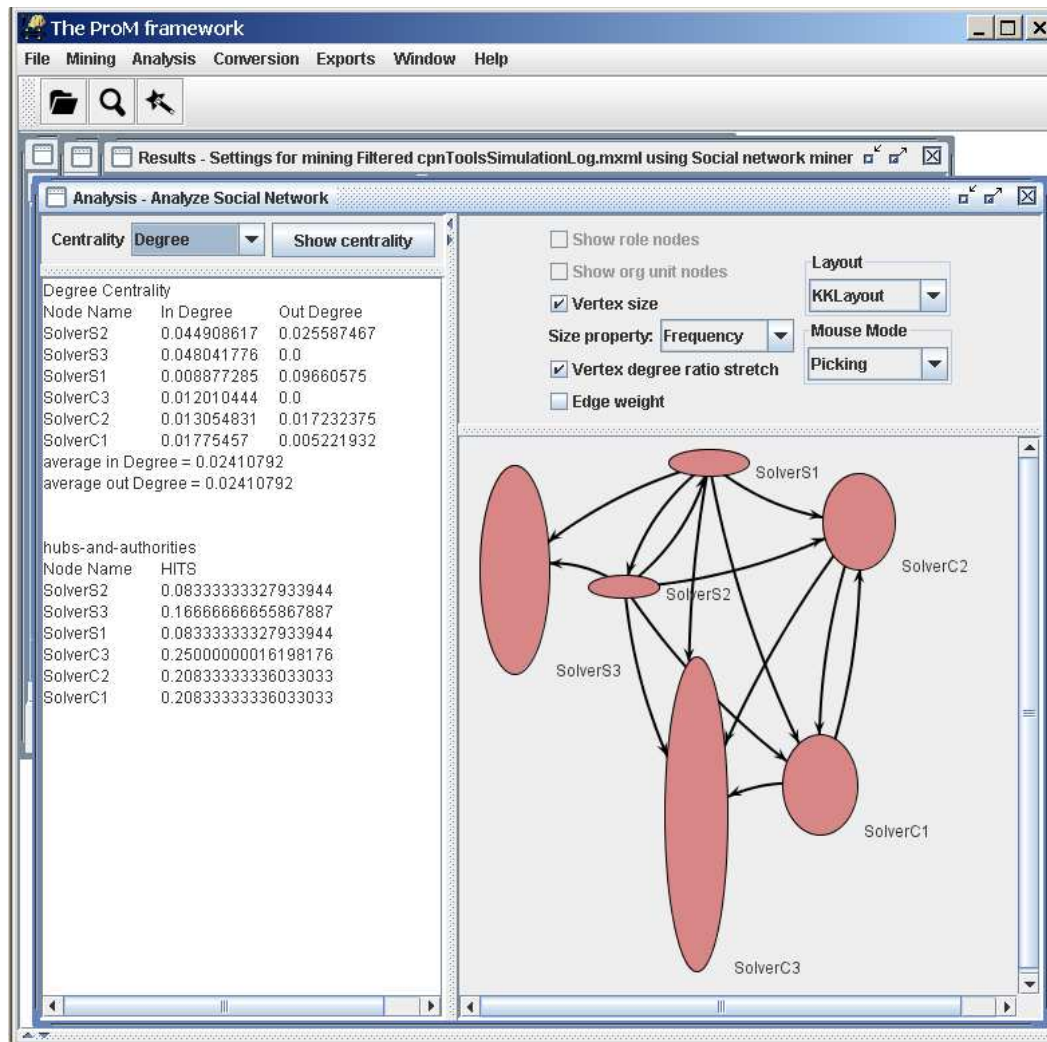 The ProM framework
File Mining Analysis Conversion Exports Window Help
Results - Settings for mining Filtered cpnToolsSimulationLog.mxml using Social network miner
Analysis - Analyze Social Network
Centrality Degree Show centrality
Degree Centrality
Node Name In Degree Out Degree
SolverS2 0.044908617 0.025587467
SolverS3 0.048041776 0.0
SolverS1 0.008877285 0.09660575
SolverC3 0.012010444 0.0
SolverC2 0.013054831 0.017232375
SolverC1 0.01775457 0.005221932
average in Degree = 0.02410792
average out Degree = 0.02410792
hubs-and-authorities
Node Name HITS
SolverS2 0.08333333327933944
SolverS3 0.16666666655867887
SolverS1 0.08333333327933944
SolverC3 0.25000000016198176
SolverC2 0.20833333336033033
SolverC1 0.20833333336033033
Show role nodes
Show org unit nodes
Vertex size
Size property: Frequency
Vertex degree ratio stretch
Edge weight
Layout
KKLayout
Mouse Mode
Picking
SolverS1
SolverC2
SolverS2
SolverS3
SolverC1
SolverC3